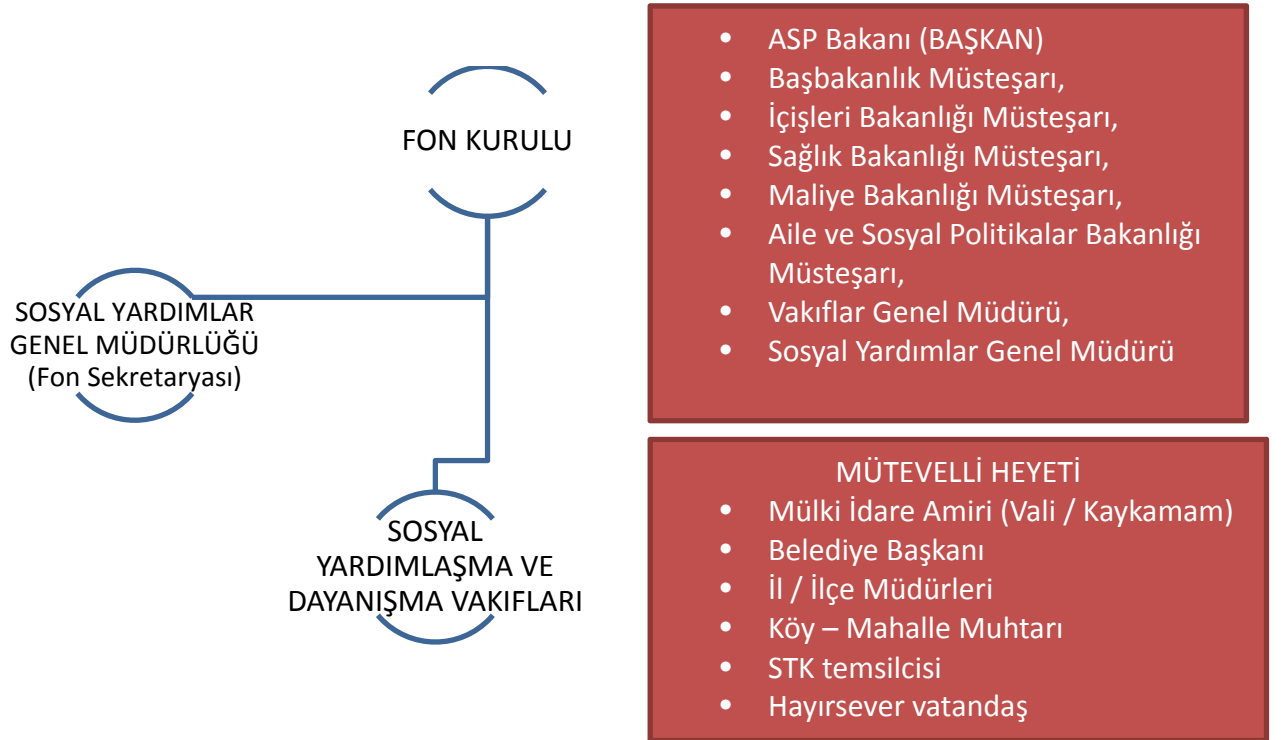 FON KURULU
SOSYAL YARDIMLAR
GENEL MÜDÜRLÜĞÜ
(Fon Sekretaryası)
SOSYAL
YARDIMLAŞMA VE
DAYANIŞMA VAKIFLARI
• ASP Bakanı (BAŞKAN)
• Başbakanlık Müsteşarı,
• İçişleri Bakanlığı Müsteşarı,
• Sağlık Bakanlığı Müsteşarı,
• Maliye Bakanlığı Müsteşarı,
• Aile ve Sosyal Politikalar Bakanlığı
Müsteşarı,
• Vakıflar Genel Müdürü,
• Sosyal Yardımlar Genel Müdürü
MÜTEVELLİ HEYETİ
• Mülki İdare Amiri (Vali / Kaykamam)
• Belediye Başkanı
• İl / İlçe Müdürleri
• Köy – Mahalle Muhtarı
• STK temsilcisi
• Hayırsever vatandaş